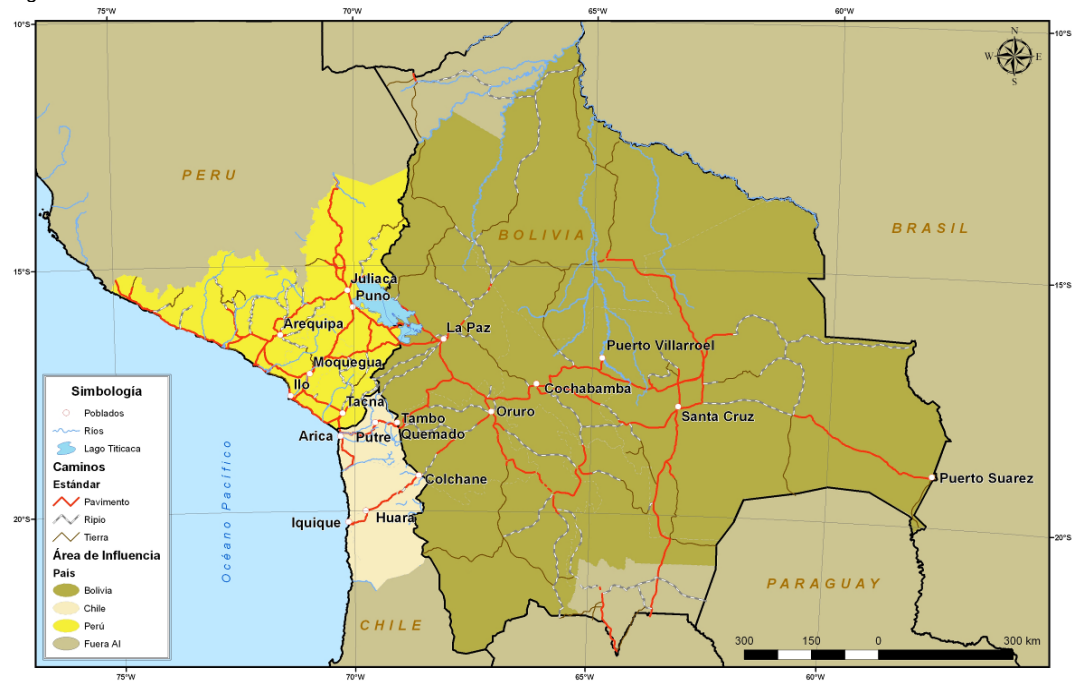 75°W 70°W 65°W 60°W
10°S 10°S
N
W E
S
PERU
BRASIL
BOLIVIA
15°S 15°S
Juliaca
Puno
Arequipa
La Paz
Puerto Villarroel
Moquegua
Ilo
Cochabamba
Tacna
Oruro
Santa Cruz
Tambo
Quemado
Arica Putre
Colchane
Puerto Suarez
Huara
Iquique
20°S 20°S
Océano Pacífico
PARAGUAY
CHILE
Simbología
Poblados
Ríos
Lago Titicaca
Caminos
Estándar
Pavimento
Ripio
Tierra
Área de Influencia
País
Bolivia
Chile
Perú
Fuera AI
300 150 0 300 km
75°W 70°W 65°W 60°W